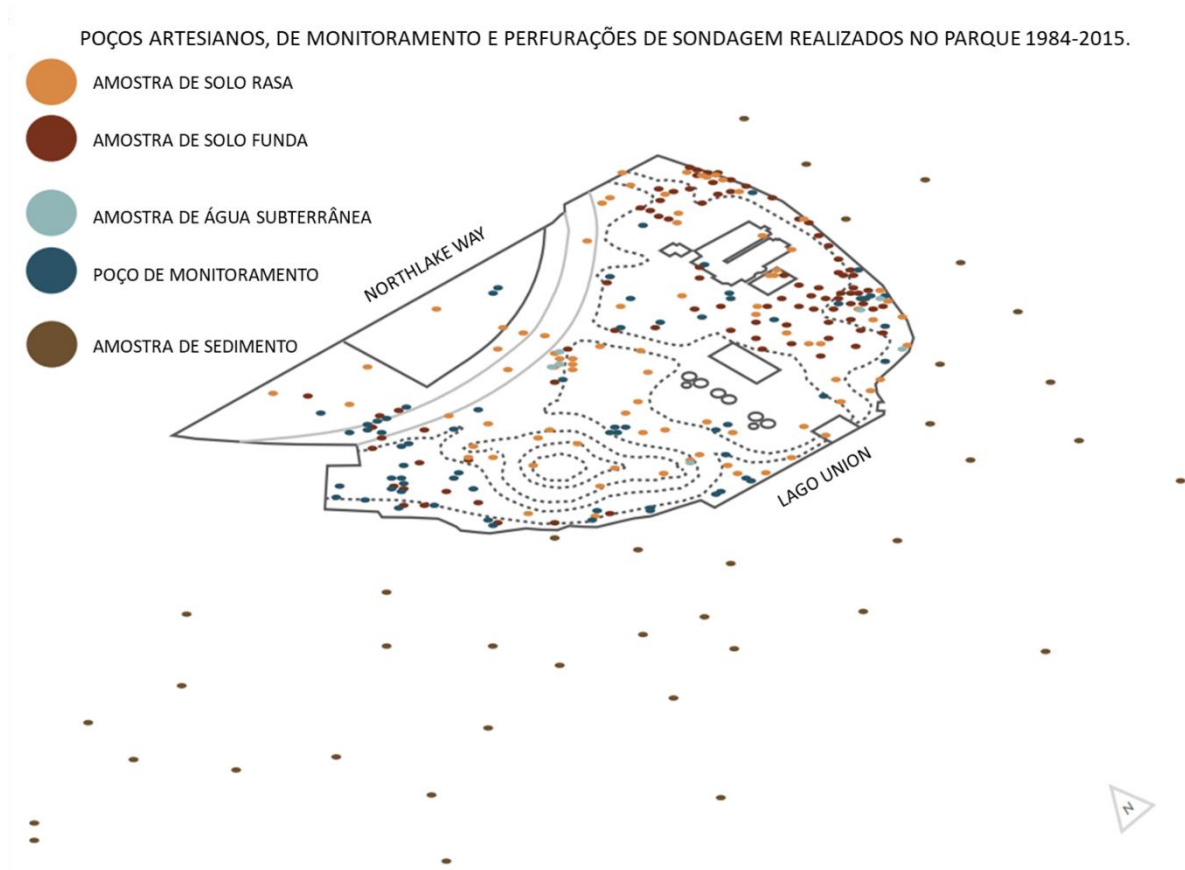 POÇOS ARTESIANOS, DE MONITORAMENTO E PERFURAÇÕES DE SONDAGEM REALIZADOS NO PARQUE 1984-2015.
AMOSTRA DE SOLO RASA
AMOSTRA DE SOLO FUNDA
AMOSTRA DE ÁGUA SUBTERRÂNEA
POÇO DE MONITORAMENTO
AMOSTRA DE SEDIMENTO
NORTHLAKE WAY
LAGO UNION
N